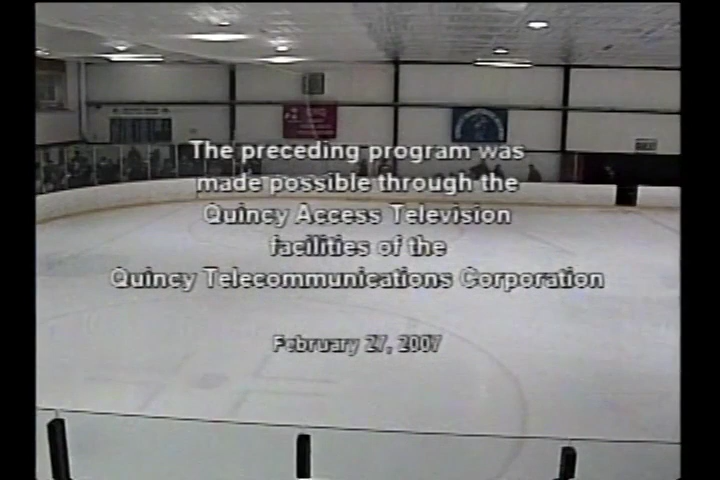 The preceding program was
made possible through the
Quincy Access Television
facilities of the
Quincy Telecommunications Corporation
February 27, 2007